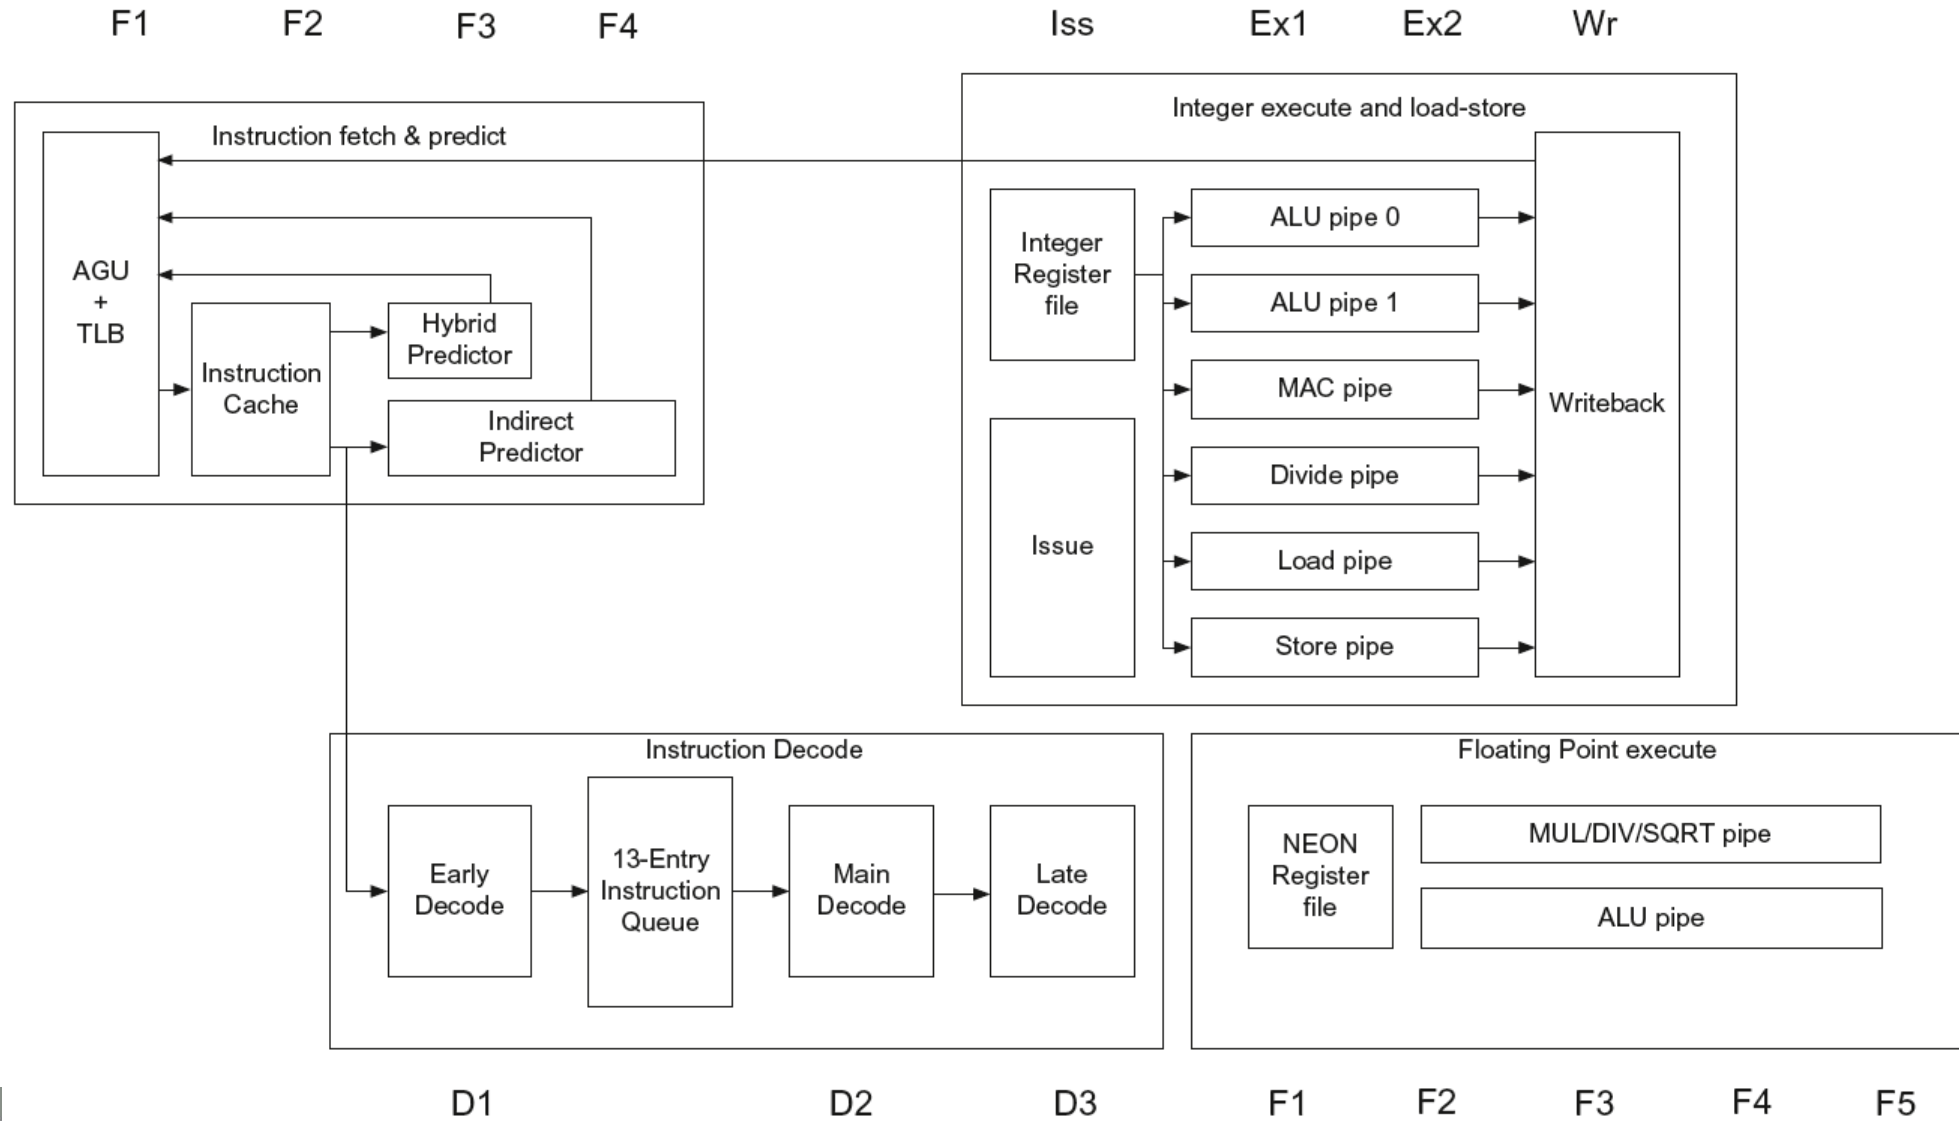 F1 F2 F3 F4 Iss Ex1 Ex2 Wr
Instruction fetch & predict
AGU
+
TLB
Instruction
Cache
Hybrid
Predictor
Indirect
Predictor
Integer execute and load-store
Integer
Register
file
Issue
ALU pipe 0
ALU pipe 1
MAC pipe
Divide pipe
Load pipe
Store pipe
Writeback
Instruction Decode
Early
Decode
13-Entry
Instruction
Queue
Main
Decode
Late
Decode
Floating Point execute
NEON
Register
file
MUL/DIV/SQRT pipe
ALU pipe
D1 D2 D3 F1 F2 F3 F4 F5